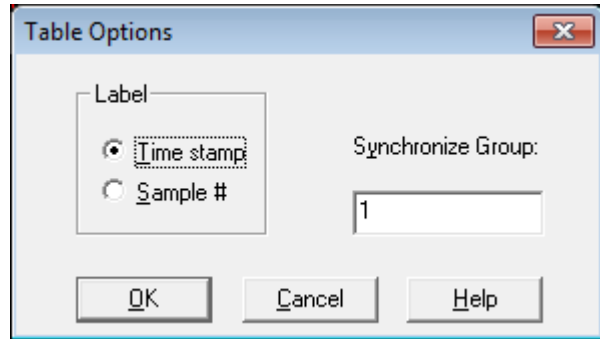 Table Options
Label
Time stamp
Sample #
Synchronize Group:
1
OK
Cancel
Help